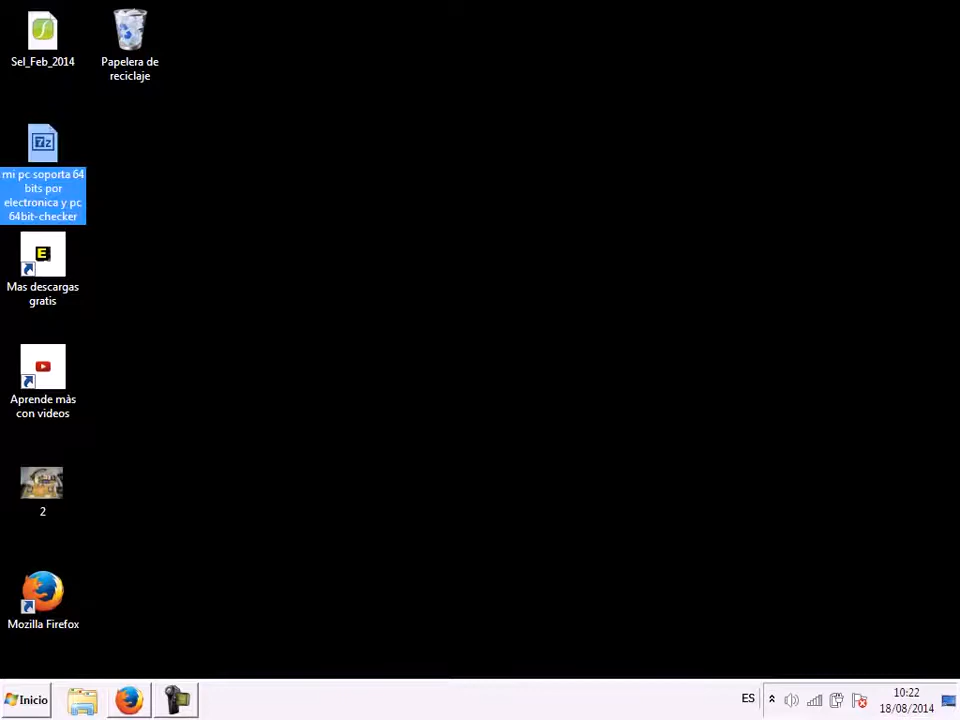 Sel_Feb_2014
Papelera de
reciclaje
7z
mi pc soporta 64
bits por
electronica y pc
64bit-checker
E
Mas descargas
gratis
Aprende màs
con videos
2
Mozilla Firefox
Inicio
ES
10:22
18/08/2014